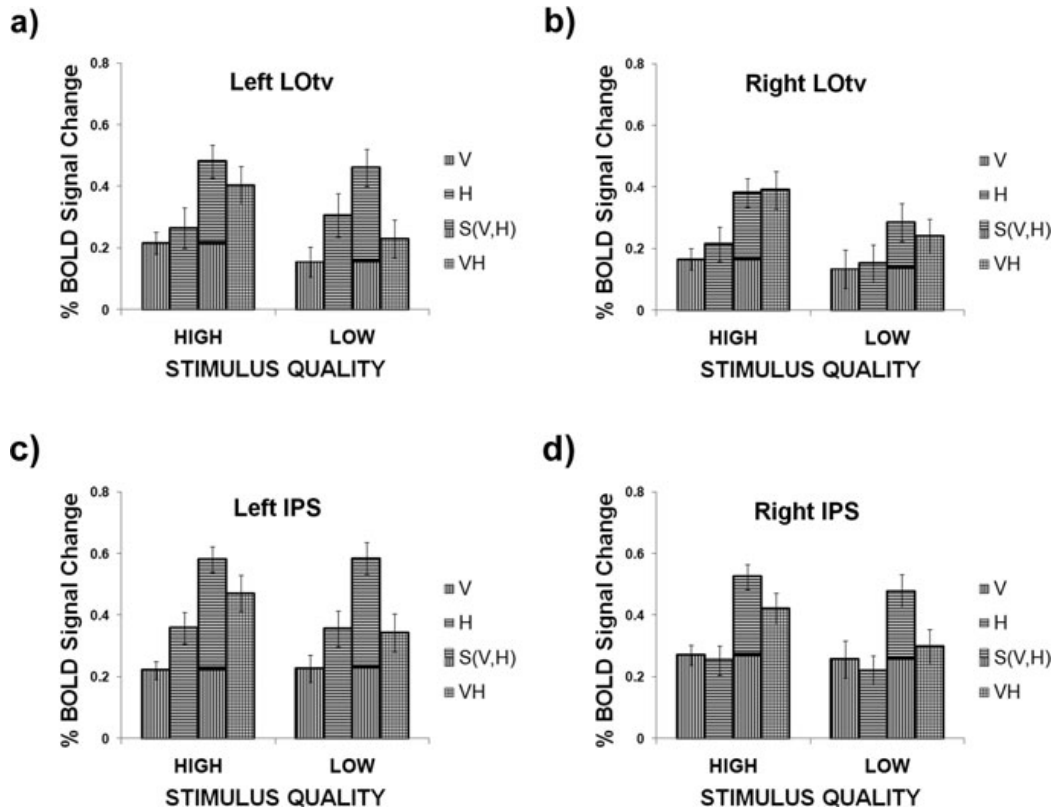 a)
Left LOtv
% BOLD Signal Change
0.8
0.6
0.4
0.2
0
HIGH LOW
STIMULUS QUALITY
V
H
S(V,H)
VH
b)
Right LOtv
% BOLD Signal Change
0.8
0.6
0.4
0.2
0
HIGH LOW
STIMULUS QUALITY
V
H
S(V,H)
VH
c)
Left IPS
% BOLD Signal Change
0.8
0.6
0.4
0.2
0
HIGH LOW
STIMULUS QUALITY
V
H
S(V,H)
VH
d)
Right IPS
% BOLD Signal Change
0.8
0.6
0.4
0.2
0
HIGH LOW
STIMULUS QUALITY
V
H
S(V,H)
VH